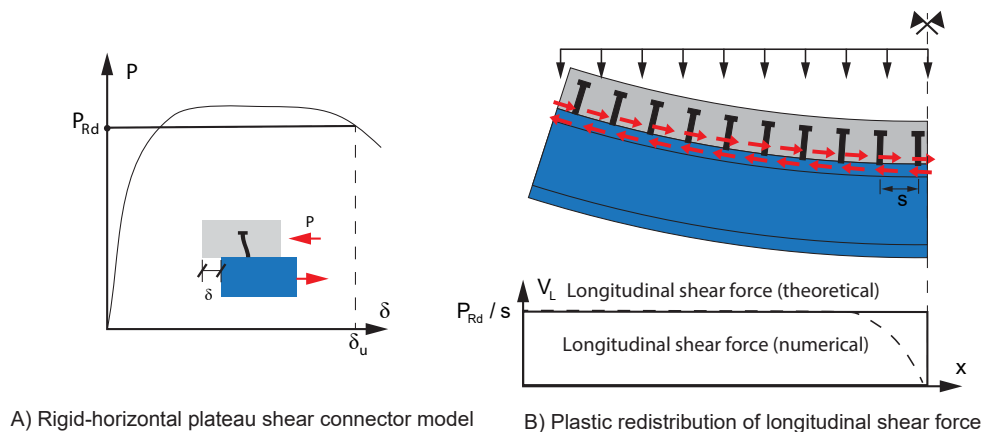 P
P_Rd
P
δ
δ
δ_u
A) Rigid-horizontal plateau shear connector model
s
V_L
Longitudinal shear force (theoretical)
P_Rd / s
Longitudinal shear force (numerical)
x
B) Plastic redistribution of longitudinal shear force